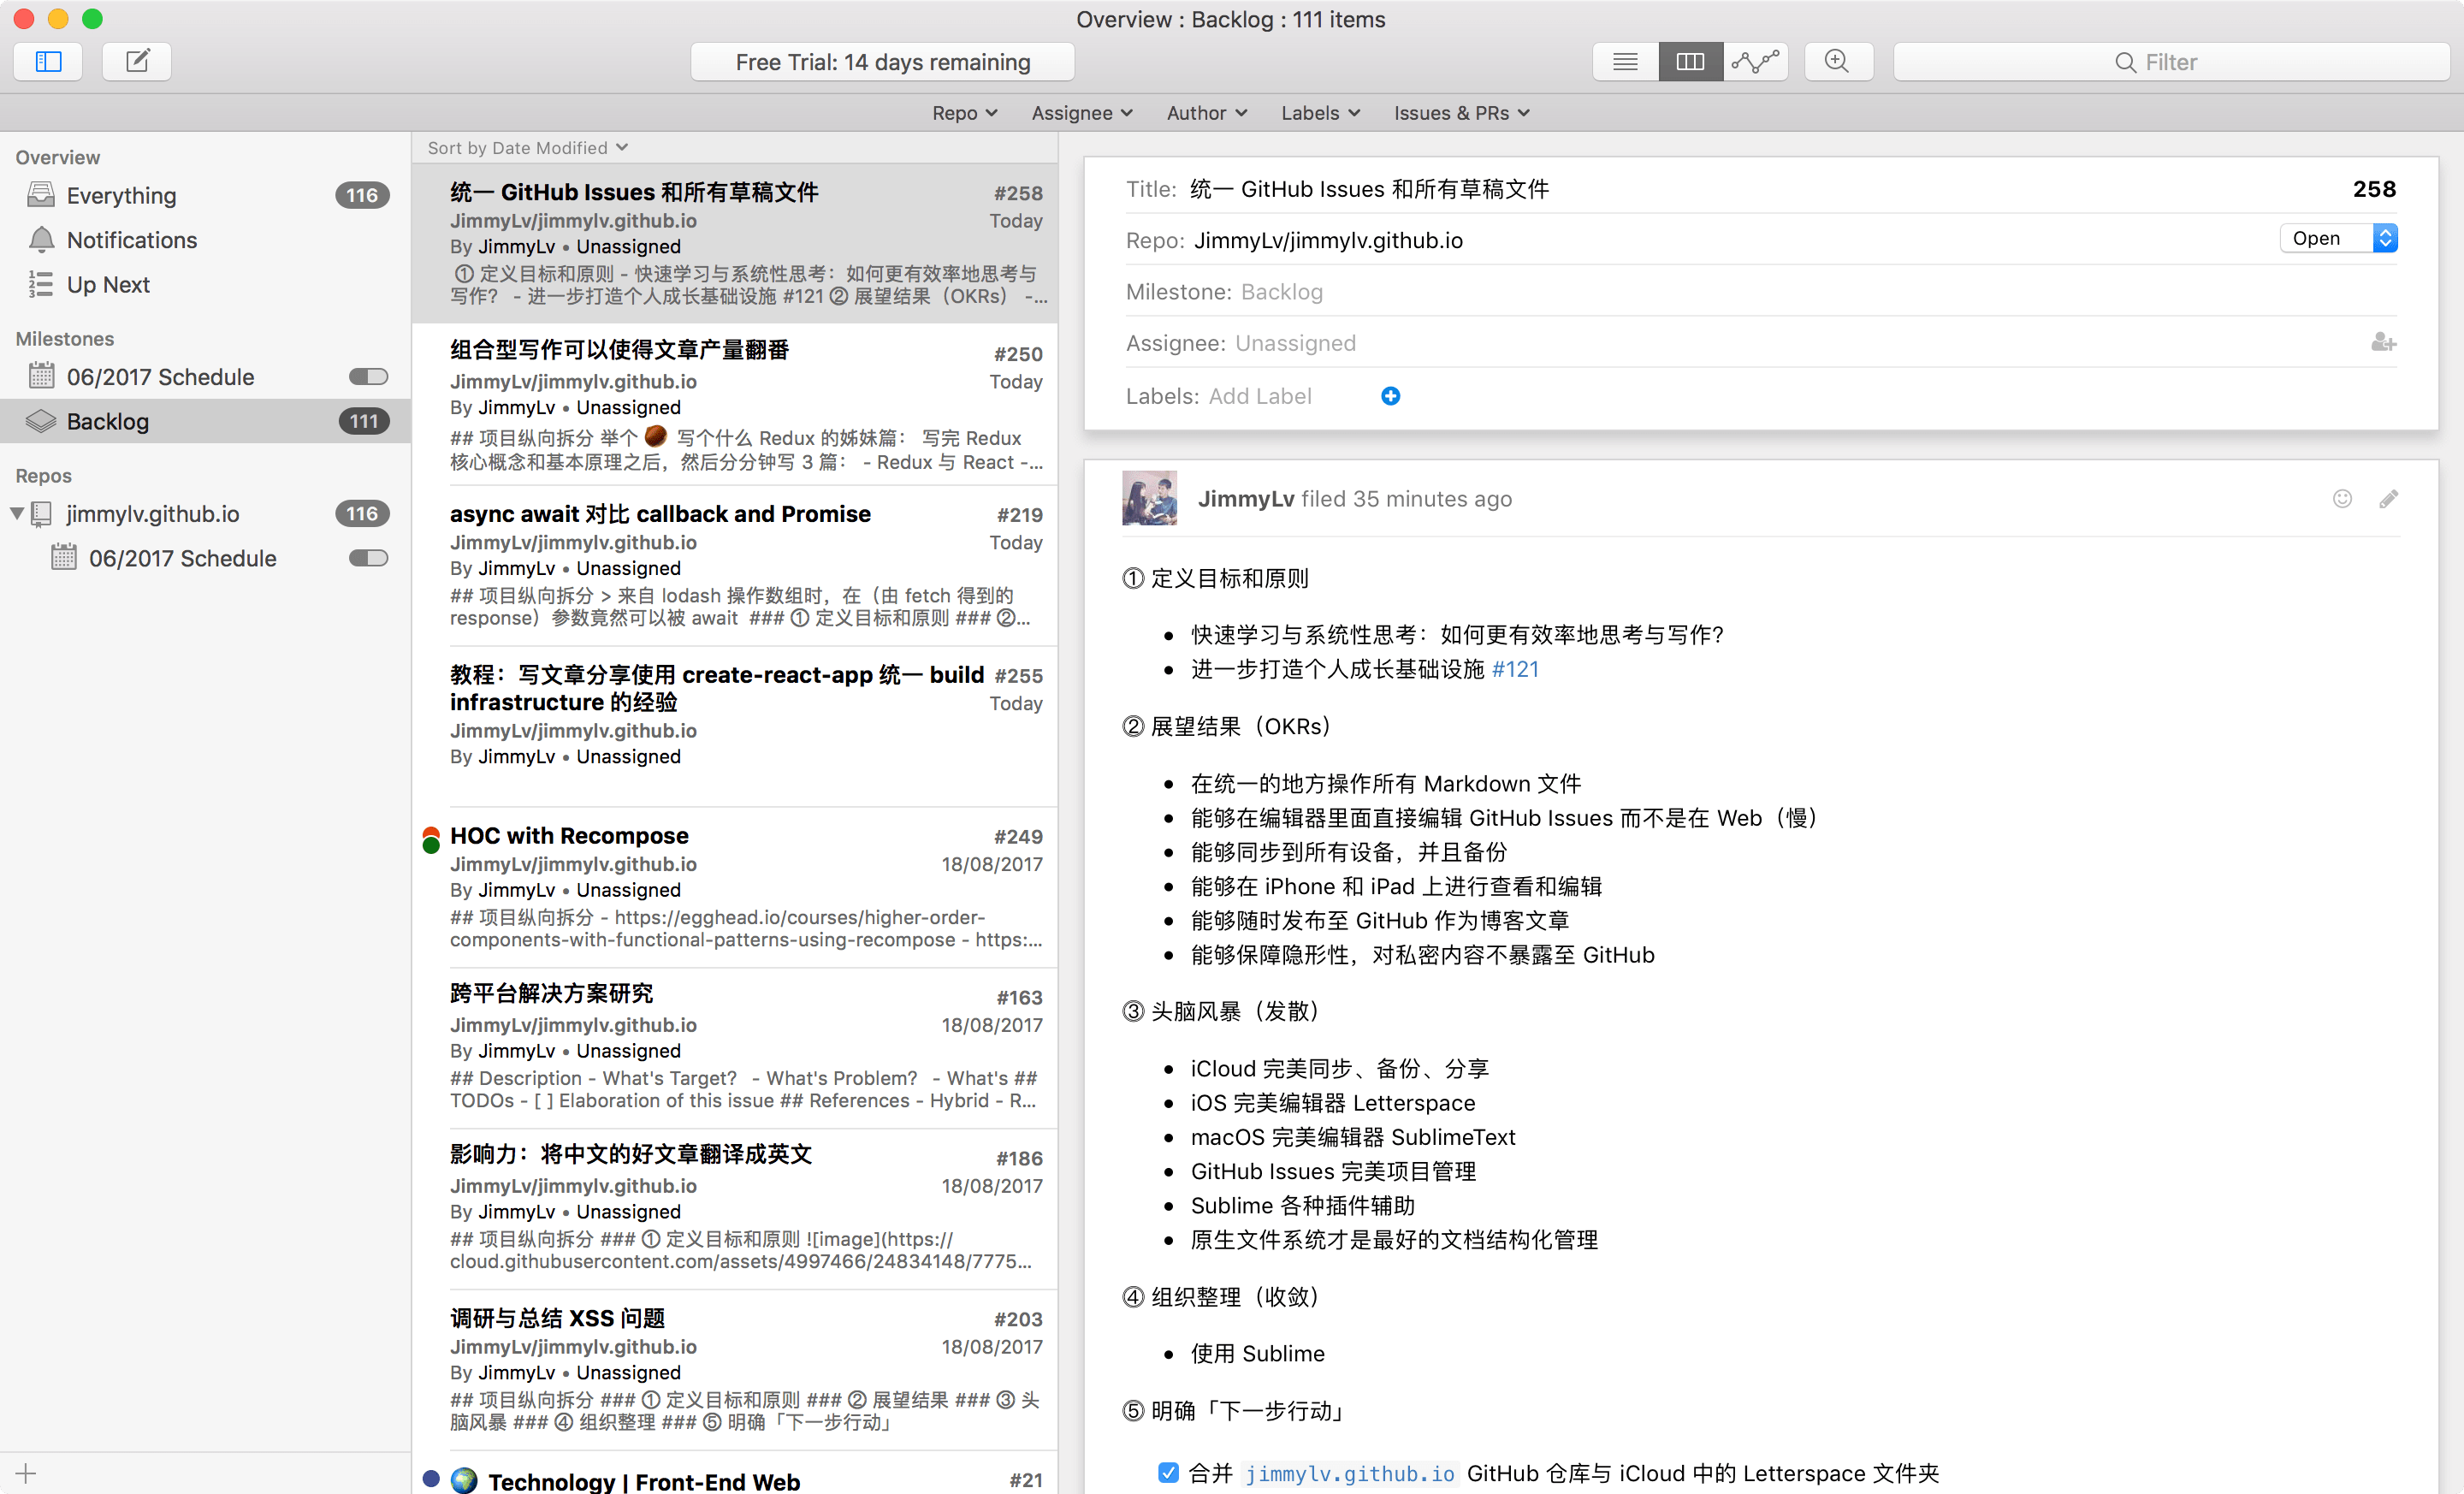 Overview : Backlog : 111 items
Free Trial: 14 days remaining
Filter
Repo
Assignee
Author
Labels
Issues & PRs
Overview
Everything
116
Notifications
Up Next
Milestones
06/2017 Schedule
Backlog
111
Repos
jimmylv.github.io
116
06/2017 Schedule
Sort by Date Modified
统一 GitHub Issues 和所有草稿文件 #258
JimmyLv/jimmylv.github.io Today
By JimmyLv • Unassigned
① 定义目标和原则 - 快速学习与系统性思考：如何更有效率地思考与
写作？ - 进一步打造个人成长基础设施 #121 ② 展望结果（OKRs） -...
组合型写作可以使得文章产量翻番 #250
JimmyLv/jimmylv.github.io Today
By JimmyLv • Unassigned
## 项目纵向拆分 举个 🌰 写个什么 Redux 的姊妹篇： 写完 Redux
核心概念和基本原理之后，然后分分钟写 3 篇： - Redux 与 React -...
async await 对比 callback and Promise #219
JimmyLv/jimmylv.github.io Today
By JimmyLv • Unassigned
## 项目纵向拆分 > 来自 lodash 操作数组时，在（由 fetch 得到的
response）参数竟然可以被 await ### ① 定义目标和原则 ### ②...
教程：写文章分享使用 create-react-app 统一 build #255
infrastructure 的经验 Today
JimmyLv/jimmylv.github.io
By JimmyLv • Unassigned
HOC with Recompose #249
JimmyLv/jimmylv.github.io 18/08/2017
By JimmyLv • Unassigned
## 项目纵向拆分 - https://egghead.io/courses/higher-order-
components-with-functional-patterns-using-recompose - https:...
跨平台解决方案研究 #163
JimmyLv/jimmylv.github.io 18/08/2017
By JimmyLv • Unassigned
## Description - What's Target? - What's Problem? - What's ##
TODOs - [ ] Elaboration of this issue ## References - Hybrid - R...
影响力：将中文的好文章翻译成英文 #186
JimmyLv/jimmylv.github.io 18/08/2017
By JimmyLv • Unassigned
## 项目纵向拆分 ### ① 定义目标和原则 ![image](https://
cloud.githubusercontent.com/assets/4997466/24834148/7775...
调研与总结 XSS 问题 #203
JimmyLv/jimmylv.github.io 18/08/2017
By JimmyLv • Unassigned
## 项目纵向拆分 ### ① 定义目标和原则 ### ② 展望结果 ### ③ 头
脑风暴 ### ④ 组织整理 ### ⑤ 明确「下一步行动」
🌍 Technology | Front-End Web #21
Title: 统一 GitHub Issues 和所有草稿文件 258
Repo: JimmyLv/jimmylv.github.io Open
Milestone: Backlog
Assignee: Unassigned
Labels: Add Label
JimmyLv filed 35 minutes ago
① 定义目标和原则
• 快速学习与系统性思考：如何更有效率地思考与写作？
• 进一步打造个人成长基础设施 #121
② 展望结果（OKRs）
• 在统一的地方操作所有 Markdown 文件
• 能够在编辑器里面直接编辑 GitHub Issues 而不是在 Web（慢）
• 能够同步到所有设备，并且备份
• 能够在 iPhone 和 iPad 上进行查看和编辑
• 能够随时发布至 GitHub 作为博客文章
• 能够保障隐形性，对私密内容不暴露至 GitHub
③ 头脑风暴（发散）
• iCloud 完美同步、备份、分享
• iOS 完美编辑器 Letterspace
• macOS 完美编辑器 SublimeText
• GitHub Issues 完美项目管理
• Sublime 各种插件辅助
• 原生文件系统才是最好的文档结构化管理
④ 组织整理（收敛）
• 使用 Sublime
⑤ 明确「下一步行动」
合并 jimmylv.github.io GitHub 仓库与 iCloud 中的 Letterspace 文件夹